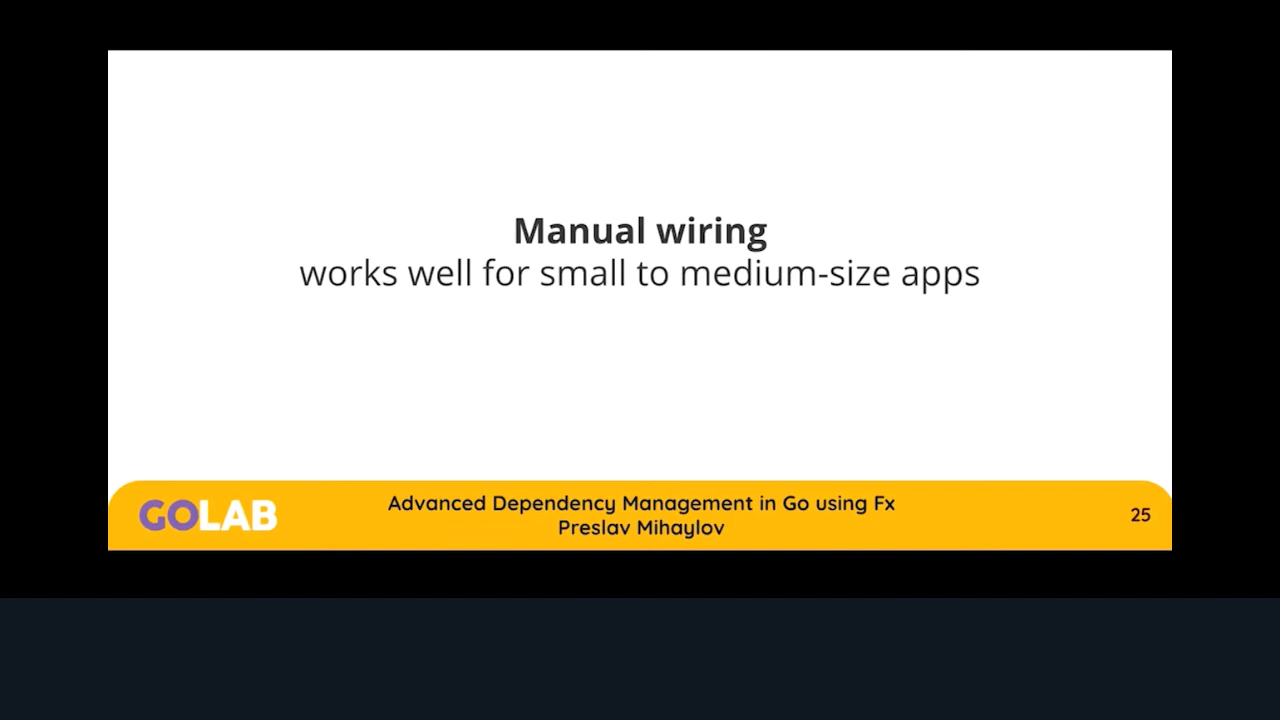 Manual wiring
works well for small to medium-size apps
GOLAB
Advanced Dependency Management in Go using Fx
Preslav Mihaylov
25